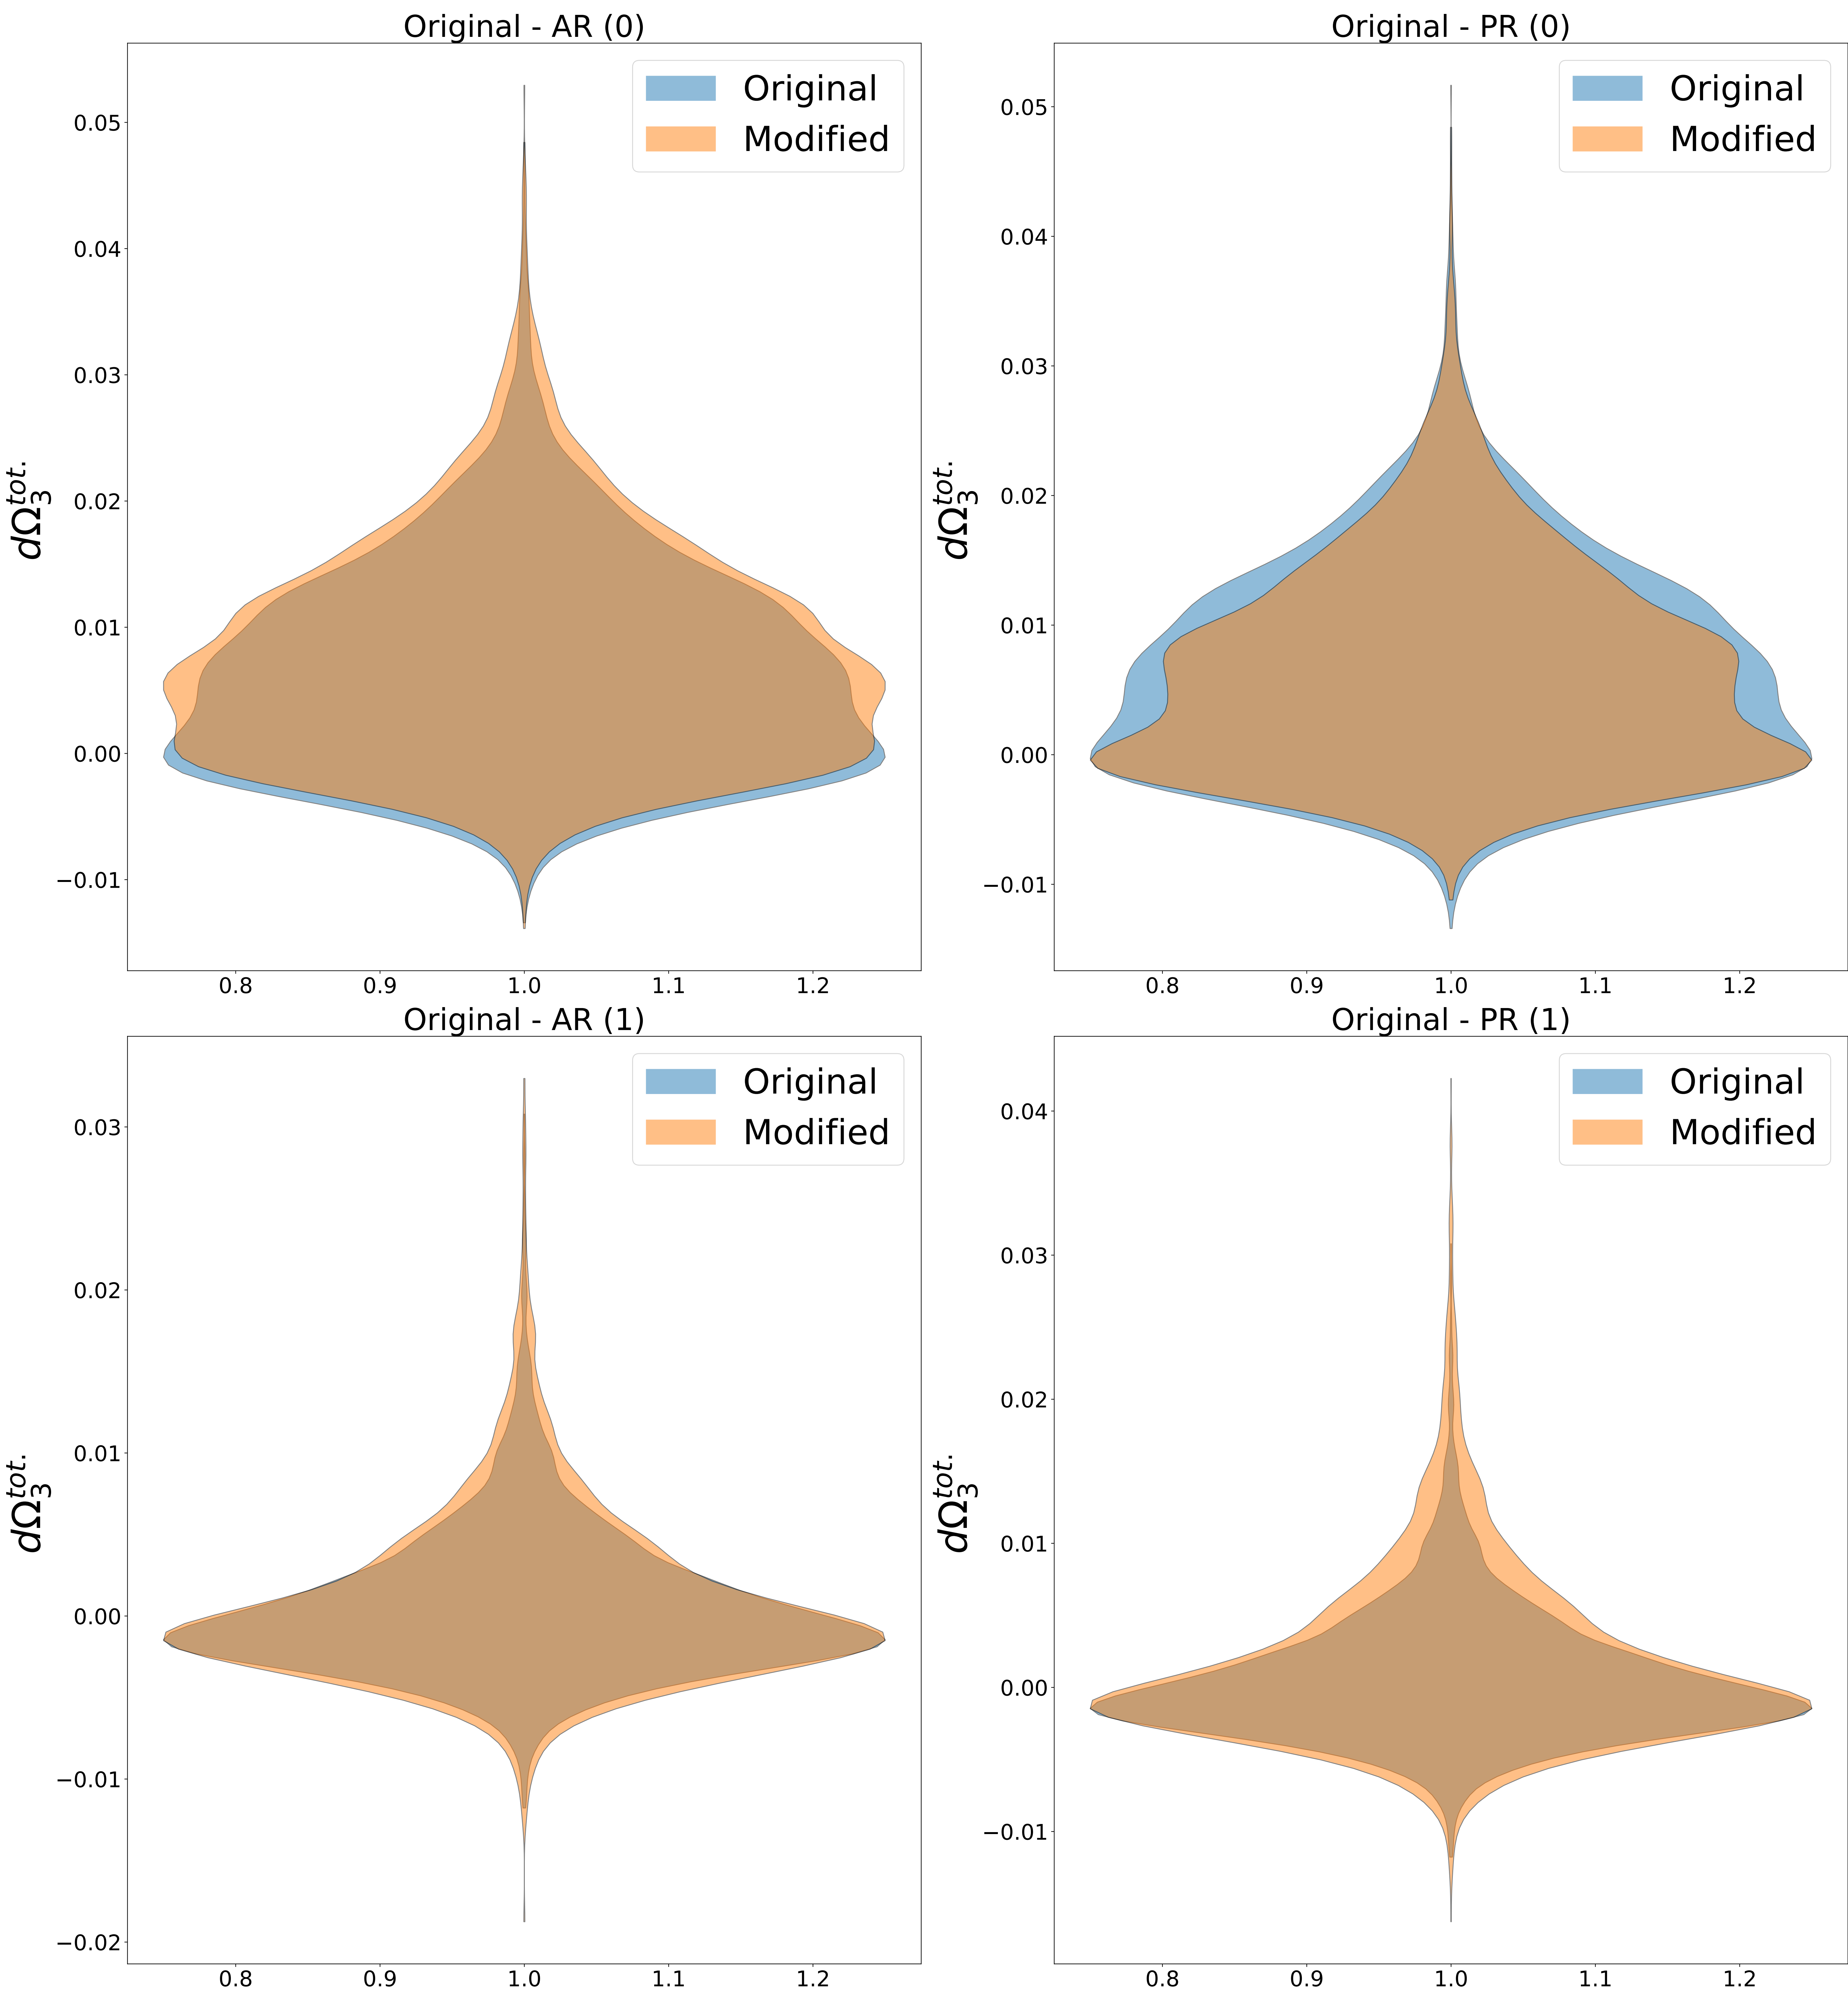 Original - AR (0)
Original
Modified
0.05
0.04
0.03
0.02
0.01
0.00
−0.01
dΩ₃ᵗᵒᵗ·
0.8 0.9 1.0 1.1 1.2
Original - PR (0)
Original
Modified
0.05
0.04
0.03
0.02
0.01
0.00
−0.01
dΩ₃ᵗᵒᵗ·
0.8 0.9 1.0 1.1 1.2
Original - AR (1)
Original
Modified
0.03
0.02
0.01
0.00
−0.01
−0.02
dΩ₃ᵗᵒᵗ·
0.8 0.9 1.0 1.1 1.2
Original - PR (1)
Original
Modified
0.04
0.03
0.02
0.01
0.00
−0.01
dΩ₃ᵗᵒᵗ·
0.8 0.9 1.0 1.1 1.2